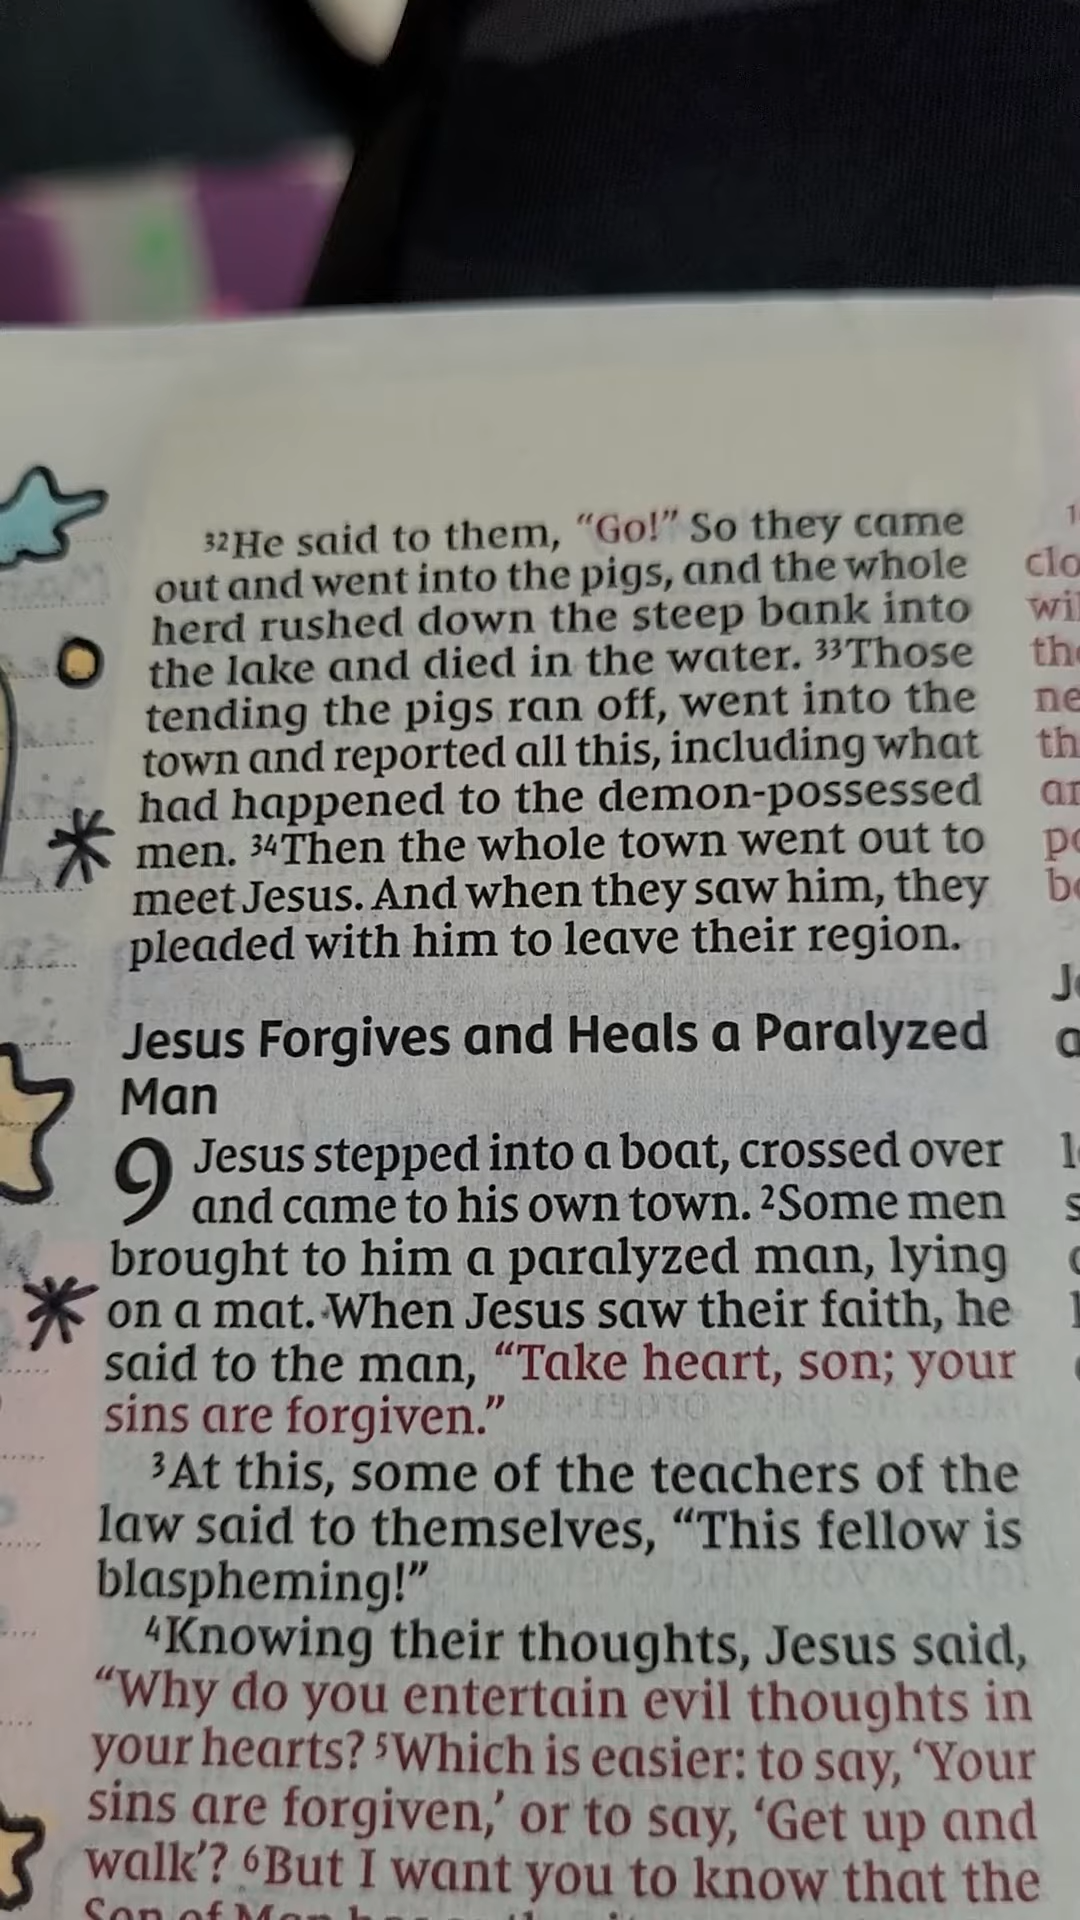 ³²He said to them, “Go!” So they came
out and went into the pigs, and the whole
herd rushed down the steep bank into
the lake and died in the water. ³³Those
tending the pigs ran off, went into the
town and reported all this, including what
had happened to the demon-possessed
men. ³⁴Then the whole town went out to
meet Jesus. And when they saw him, they
pleaded with him to leave their region.
Jesus Forgives and Heals a Paralyzed
Man
9 Jesus stepped into a boat, crossed over
and came to his own town. ²Some men
brought to him a paralyzed man, lying
on a mat. When Jesus saw their faith, he
said to the man, “Take heart, son; your
sins are forgiven.”
³At this, some of the teachers of the
law said to themselves, “This fellow is
blaspheming!”
⁴Knowing their thoughts, Jesus said,
“Why do you entertain evil thoughts in
your hearts? ⁵Which is easier: to say, ‘Your
sins are forgiven,’ or to say, ‘Get up and
walk’? ⁶But I want you to know that the
Son of Man